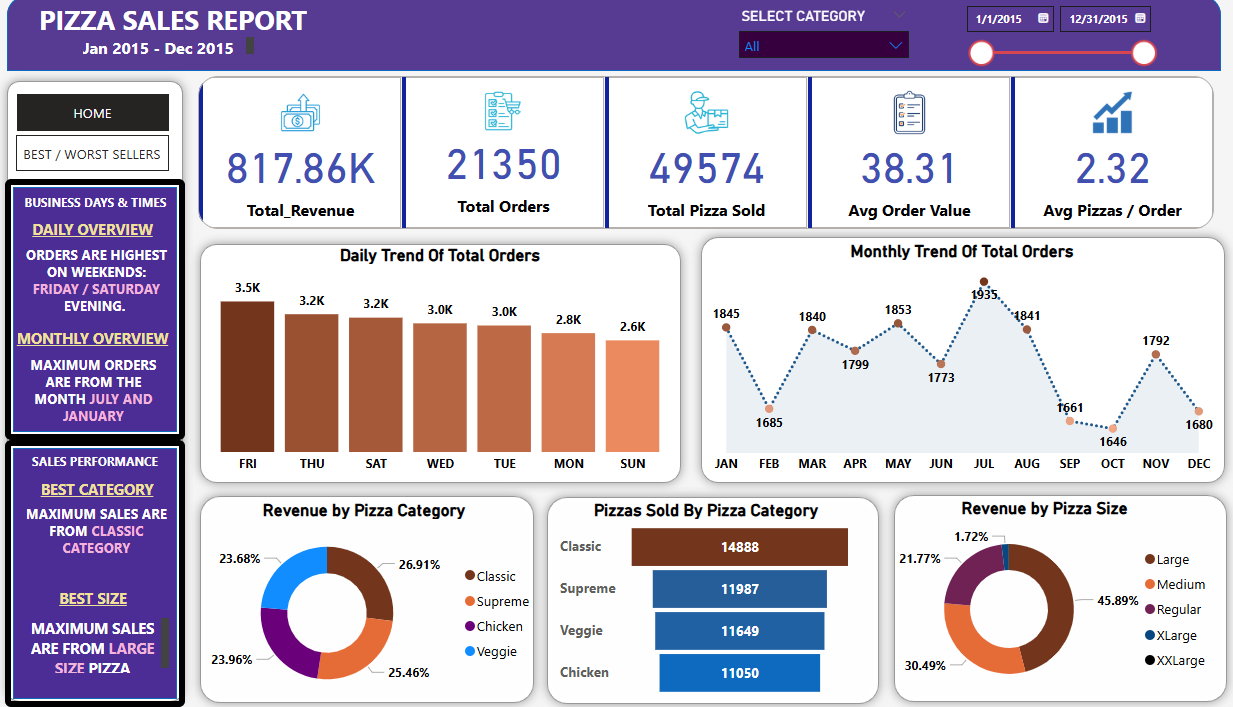 PIZZA SALES REPORT
Jan 2015 - Dec 2015
SELECT CATEGORY
All
1/1/2015
12/31/2015
HOME
BEST / WORST SELLERS
BUSINESS DAYS & TIMES
DAILY OVERVIEW
ORDERS ARE HIGHEST
ON WEEKENDS:
FRIDAY / SATURDAY
EVENING.
MONTHLY OVERVIEW
MAXIMUM ORDERS
ARE FROM THE
MONTH JULY AND
JANUARY
SALES PERFORMANCE
BEST CATEGORY
MAXIMUM SALES ARE
FROM CLASSIC
CATEGORY
BEST SIZE
MAXIMUM SALES
ARE FROM LARGE
SIZE PIZZA
817.86K
Total_Revenue
21350
Total Orders
49574
Total Pizza Sold
38.31
Avg Order Value
2.32
Avg Pizzas / Order
Daily Trend Of Total Orders
3.5K
3.2K
3.2K
3.0K
3.0K
2.8K
2.6K
FRI
THU
SAT
WED
TUE
MON
SUN
Monthly Trend Of Total Orders
1845
1685
1840
1799
1853
1773
1935
1841
1661
1646
1792
1680
JAN
FEB
MAR
APR
MAY
JUN
JUL
AUG
SEP
OCT
NOV
DEC
Revenue by Pizza Category
23.68%
26.91%
23.96%
25.46%
Classic
Supreme
Chicken
Veggie
Pizzas Sold By Pizza Category
Classic 14888
Supreme 11987
Veggie 11649
Chicken 11050
Revenue by Pizza Size
1.72%
21.77%
45.89%
30.49%
Large
Medium
Regular
XLarge
XXLarge